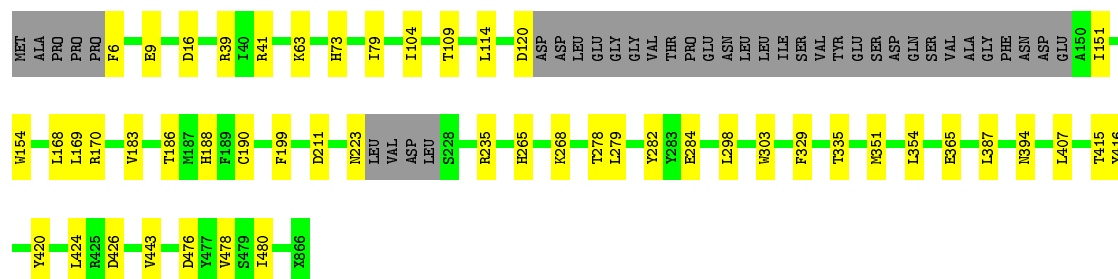 MET ALA PRO PRO PRO F6 E9 D16 R39 I40 R41 K63 H73 I79 I104 T109 L114 D120 ASP ASP LEU GLU GLY GLY VAL THR PRO GLU ASN LEU LEU ILE SER VAL TYR GLU SER ASP GLN SER VAL ALA GLY PHE ASN ASP GLU A150 I151
W154 L168 L169 R170 V183 T186 M187 H188 F189 C190 F199 D211 N223 LEU VAL ASP LEU S228 R235 H265 K268 T278 L279 Y282 Y283 E284 L298 W303 F329 T335 M351 L354 E365 L387 N394 L407 T415 Y416
Y420 L424 R425 D426 V443 D476 Y477 V478 S479 I480 X866